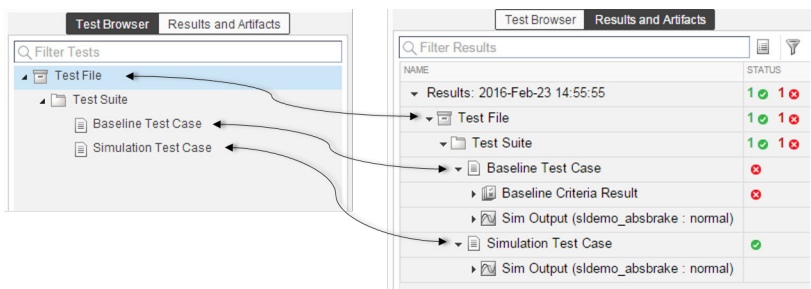 Test Browser Results and Artifacts
Filter Tests
Test File
Test Suite
Baseline Test Case
Simulation Test Case
Test Browser Results and Artifacts
Filter Results
NAME STATUS
Results: 2016-Feb-23 14:55:55 1 1
Test File 1 1
Test Suite 1 1
Baseline Test Case
Baseline Criteria Result
Sim Output (sldemo_absbrake : normal)
Simulation Test Case
Sim Output (sldemo_absbrake : normal)